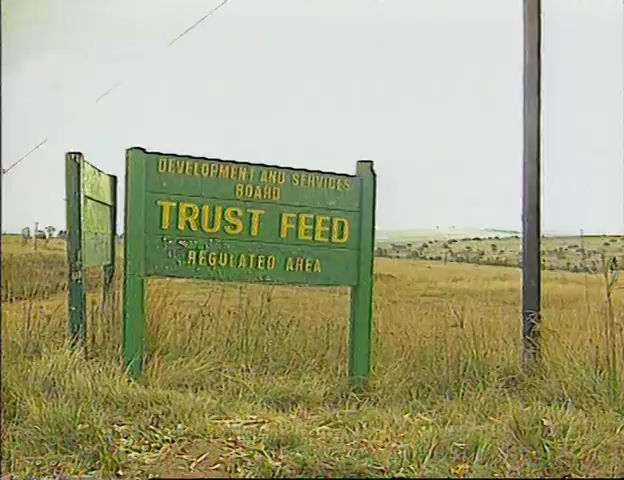 DEVELOPMENT AND SERVICES
BOARD
TRUST FEED
REGULATED AREA